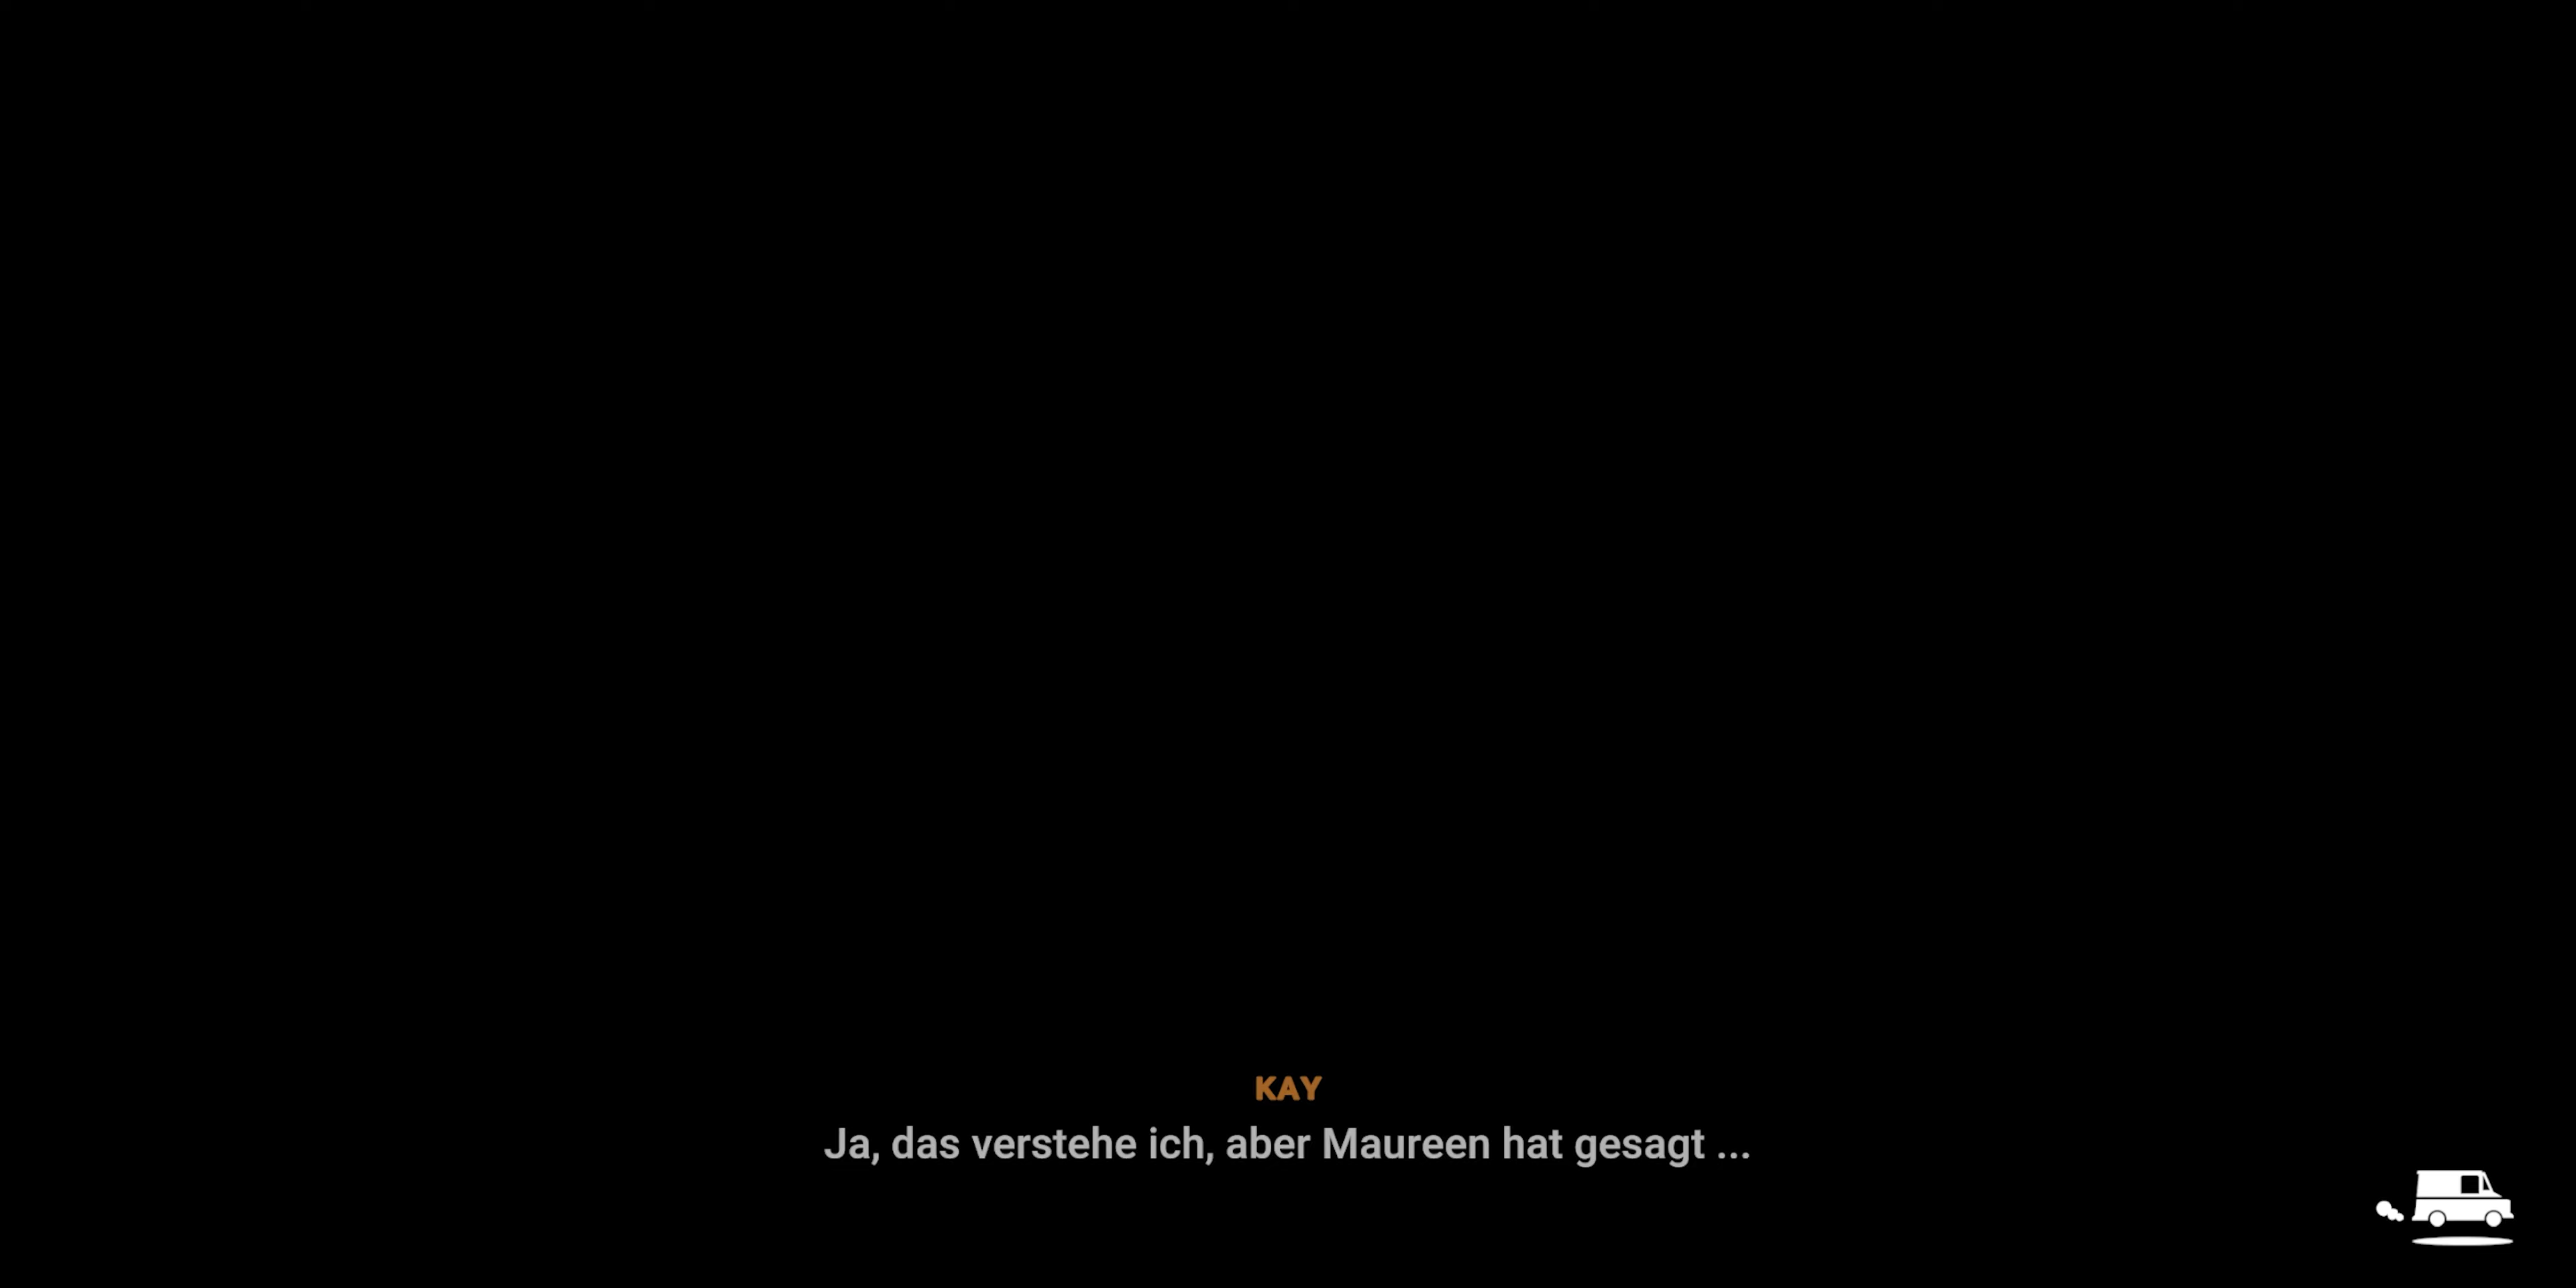 KAY
Ja, das verstehe ich, aber Maureen hat gesagt ...